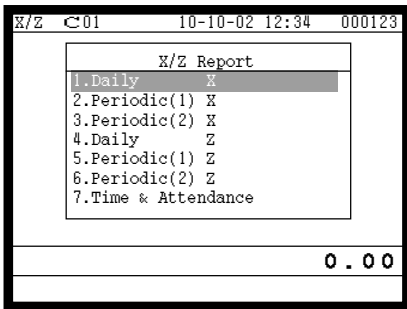 X/Z C01 10-10-02 12:34 000123
X/Z Report
1.Daily X
2.Periodic(1) X
3.Periodic(2) X
4.Daily Z
5.Periodic(1) Z
6.Periodic(2) Z
7.Time & Attendance
0.00